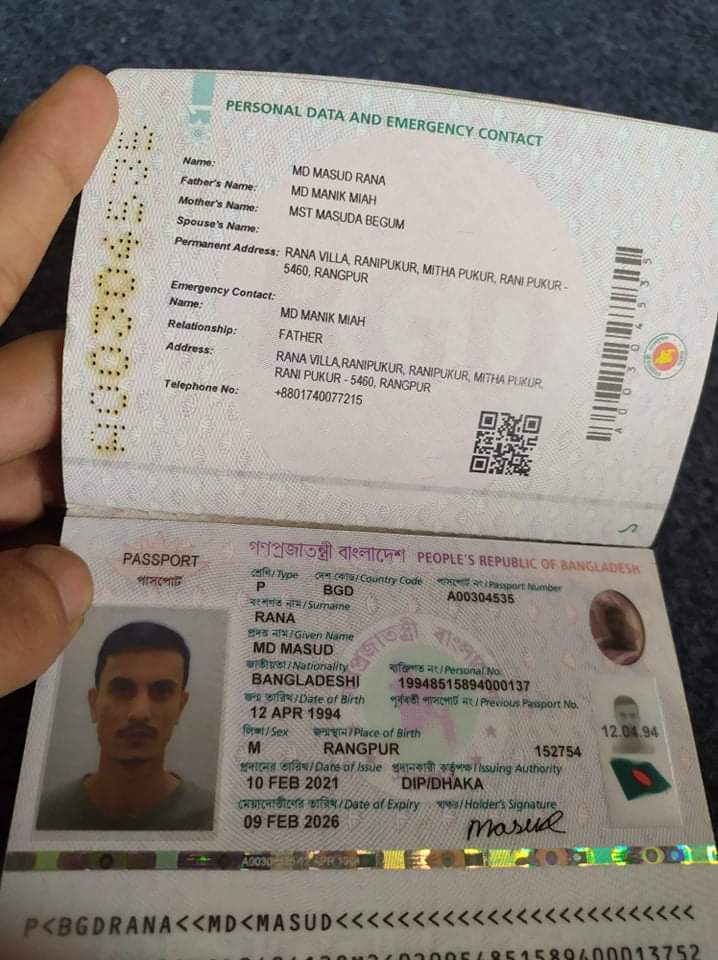 PERSONAL DATA AND EMERGENCY CONTACT
Name: MD MASUD RANA
Father's Name: MD MANIK MIAH
Mother's Name: MST MASUDA BEGUM
Spouse's Name:
Permanent Address: RANA VILLA, RANIPUKUR, MITHA PUKUR, RANI PUKUR -
5460, RANGPUR
Emergency Contact:
Name: MD MANIK MIAH
Relationship: FATHER
Address: RANA VILLA,RANIPUKUR, RANIPUKUR, MITHA PUKUR,
RANI PUKUR - 5460, RANGPUR
Telephone No: +8801740077215
A00304535
A00304535
PASSPORT
পাসপোর্ট
গণপ্রজাতন্ত্রী বাংলাদেশ PEOPLE'S REPUBLIC OF BANGLADESH
শ্রেণি/Type দেশ কোড/Country Code পাসপোর্ট নং/Passport Number
P BGD A00304535
বংশগত নাম/Surname
RANA
প্রদত্ত নাম/Given Name
MD MASUD
জাতীয়তা/Nationality ব্যক্তিগত নং/Personal No.
BANGLADESHI 19948515894000137
জন্ম তারিখ/Date of Birth পূর্ববর্তী পাসপোর্ট নং/Previous Passport No.
12 APR 1994
12.04.94
লিঙ্গ/Sex জন্মস্থান/Place of Birth
M RANGPUR 152754
প্রদানের তারিখ/Date of Issue প্রদানকারী কর্তৃপক্ষ/Issuing Authority
10 FEB 2021 DIP/DHAKA
মেয়াদোত্তীর্ণের তারিখ/Date of Expiry স্বাক্ষর/Holder's Signature
09 FEB 2026 Masud
P<BGDRANA<<MD<MASUD<<<<<<<<<<<<<<<<<<<<<<<<<